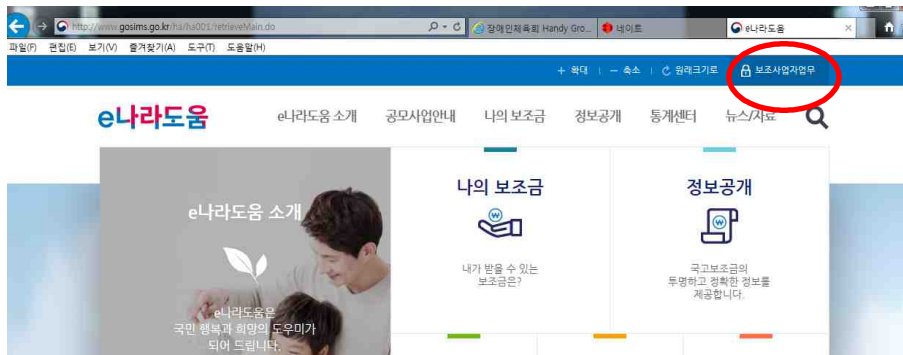 http://www.gosims.go.kr/ha/ha001/retrieveMain.do
장애인체육회 Handy Gro...
네이트
e나라도움
파일(F) 편집(E) 보기(V) 즐겨찾기(A) 도구(T) 도움말(H)
+ 확대 | - 축소 | 원래크기로 보조사업자업무
e나라도움 e나라도움 소개 공모사업안내 나의 보조금 정보공개 통계센터 뉴스/자료
e나라도움 소개
e나라도움은
국민 행복과 희망의 도우미가
되어 드립니다.
나의 보조금
내가 받을 수 있는
보조금은?
정보공개
국고보조금의
투명하고 정확한 정보를
제공합니다.